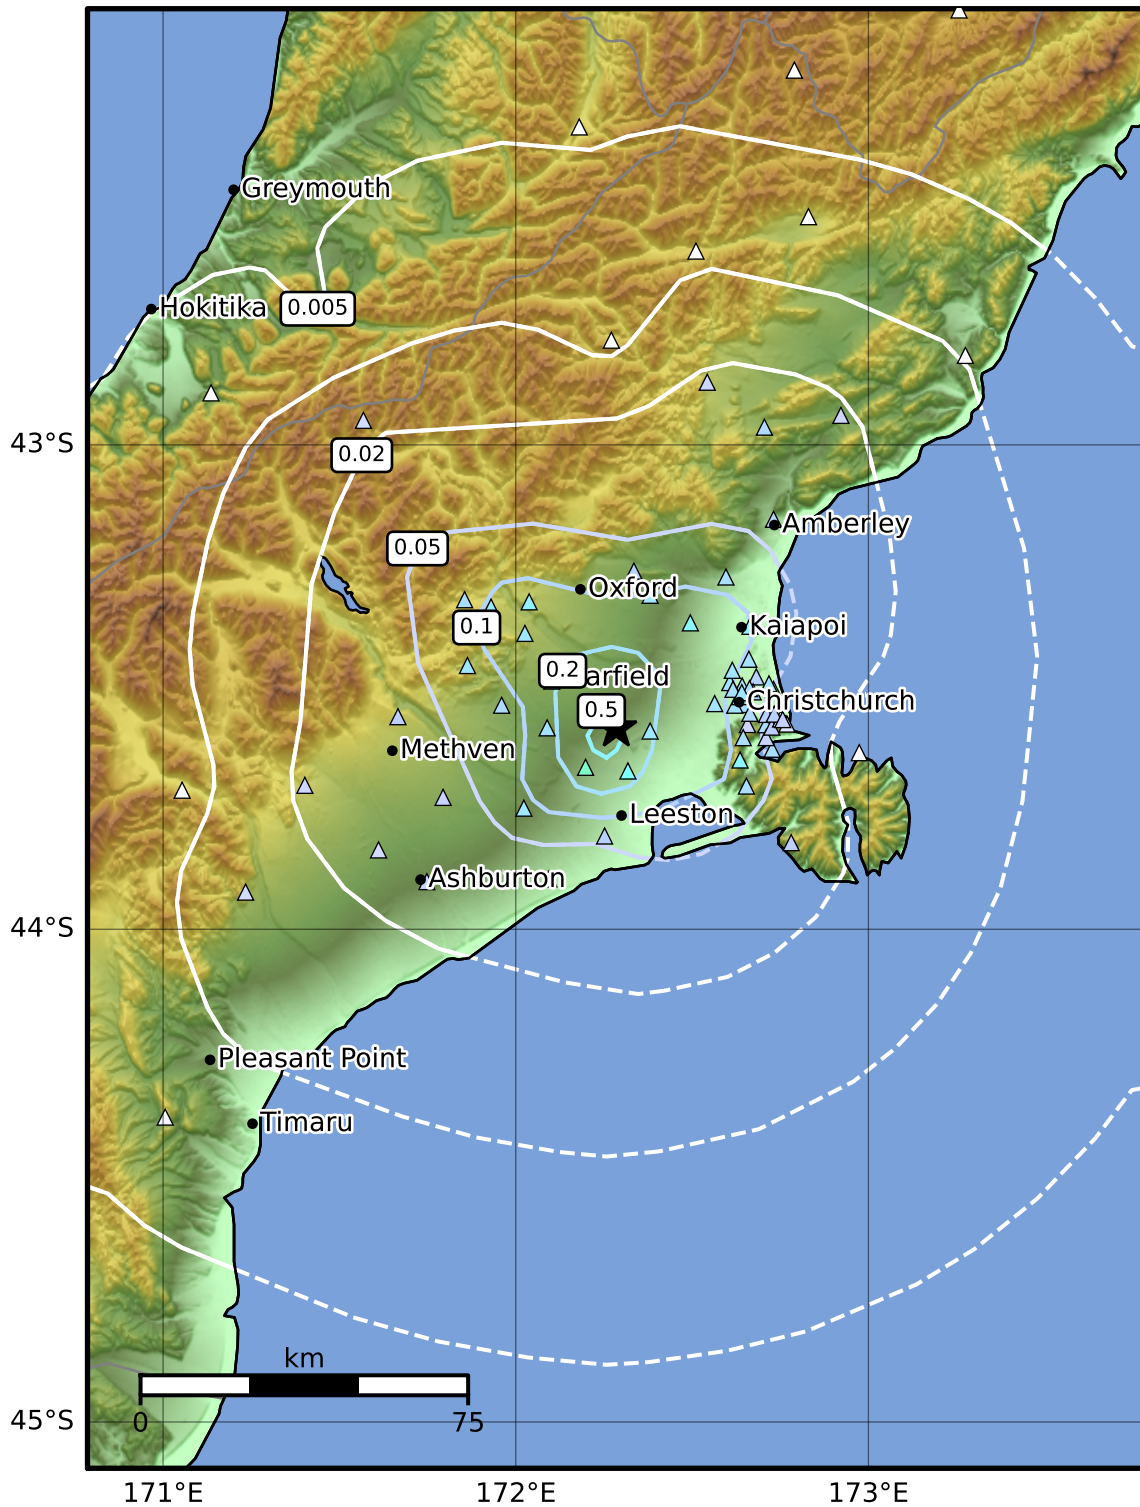 Greymouth
Hokitika
0.005
43°S
0.02
Amberley
0.05
Oxford
0.1
Kaiapoi
0.2
arfield
0.5
Christchurch
Methven
Leeston
Ashburton
44°S
Pleasant Point
Timaru
km
0 75
45°S
171°E 172°E 173°E